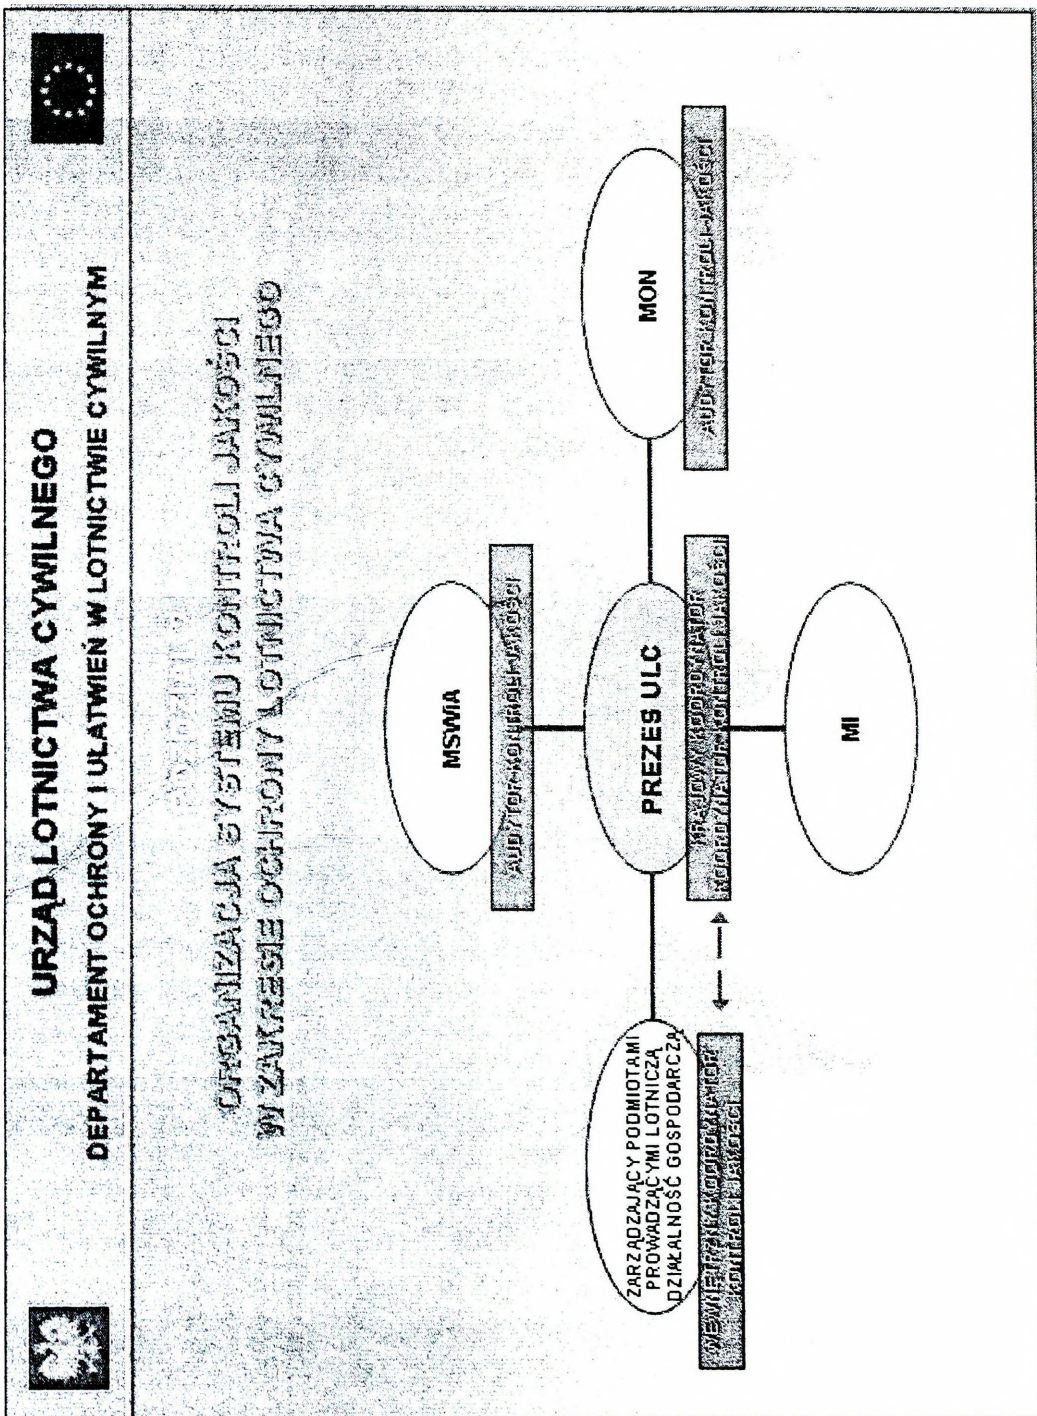 URZĄD LOTNICTWA CYWILNEGO
DEPARTAMENT OCHRONY I UŁATWIEŃ W LOTNICTWIE CYWILNYM
ORGANIZACJA SYSTEMU KONTROLI JAKOŚCI
W ZAKRESIE OCHRONY LOTNICTWA CYWILNEGO
MSWiA
AUDYTOR KONTROLI JAKOŚCI
ZARZĄDZAJĄCY PODMIOTAMI
PROWADZĄCYMI LOTNICZĄ
DZIAŁALNOŚĆ GOSPODARCZĄ
WEWNĘTRZNY KOORDYNATOR
KONTROLI JAKOŚCI
PREZES ULC
KRAJOWY KOORDYNATOR
KOORDYNATOR KONTROLI JAKOŚCI
MON
AUDYTOR KONTROLI JAKOŚCI
MI